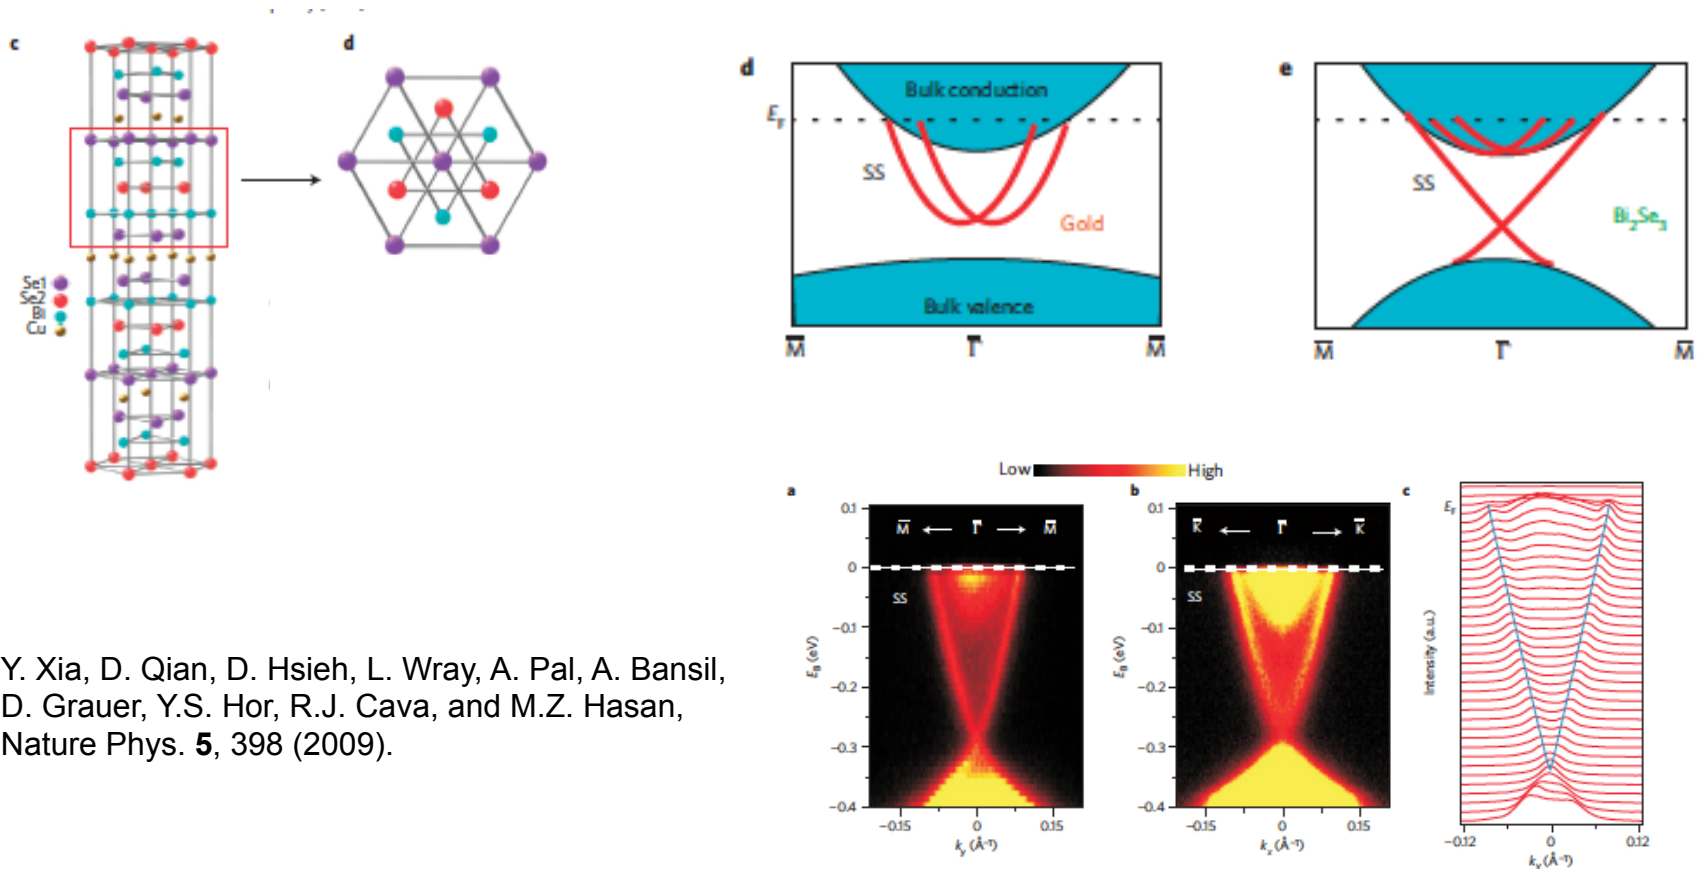 c
d
Se1
Se2
Bi
Cu
d
Bulk conduction
E_F
SS
Gold
Bulk valence
M̅
Γ̅
M̅
e
SS
Bi₂Se₃
M̅
Γ̅
M̅
Low High
a
0.1
M̅ ← Γ̅ → M̅
0
SS
−0.1
E_B (eV)
−0.2
−0.3
−0.4
−0.15 0 0.15
k_y (Å⁻¹)
b
0.1
K̅ ← Γ̅ → K̅
0
SS
−0.1
E_B (eV)
−0.2
−0.3
−0.4
−0.15 0 0.15
k_x (Å⁻¹)
c
E_F
Intensity (a.u.)
−0.12 0 0.12
k_y (Å⁻¹)
Y. Xia, D. Qian, D. Hsieh, L. Wray, A. Pal, A. Bansil,
D. Grauer, Y.S. Hor, R.J. Cava, and M.Z. Hasan,
Nature Phys. 5, 398 (2009).